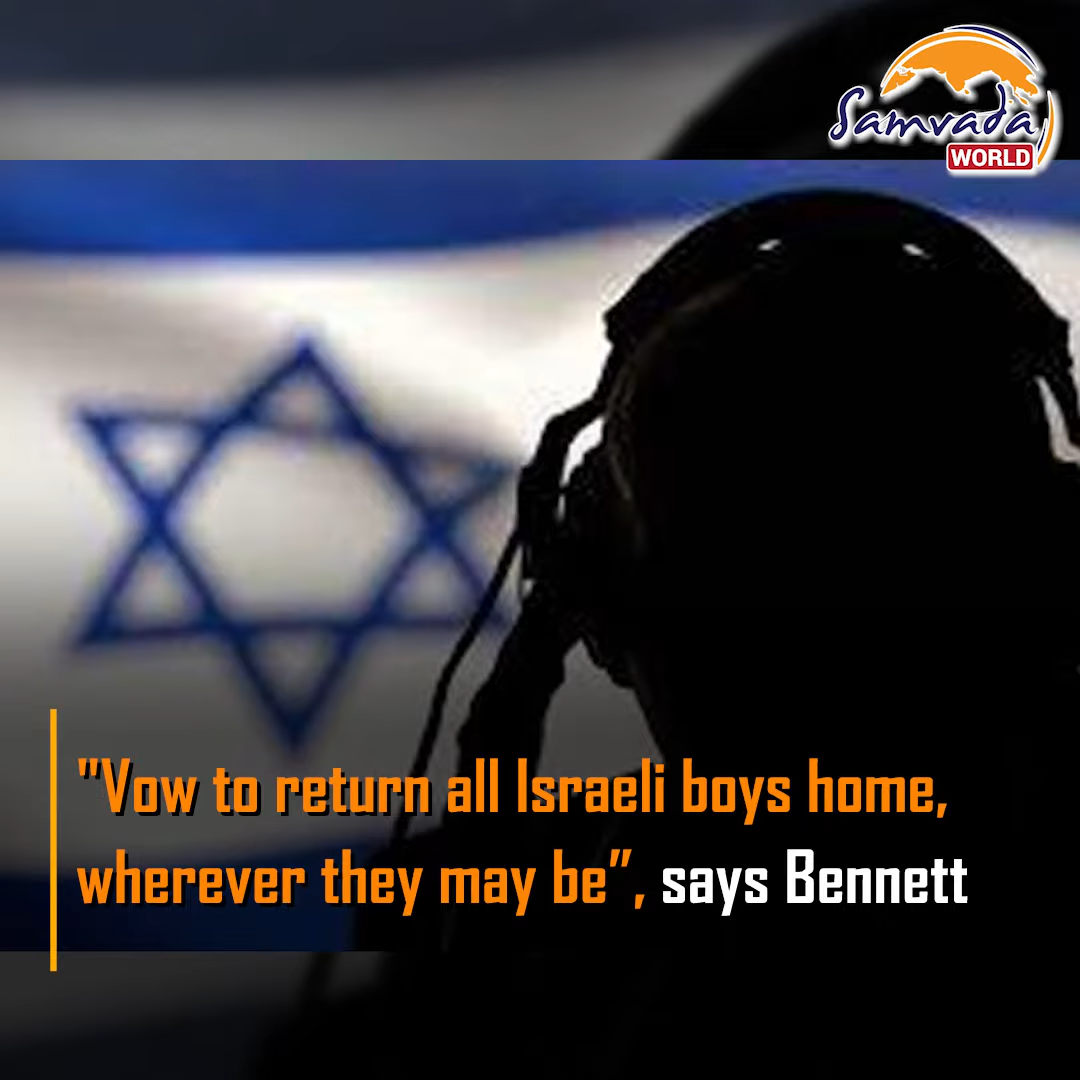 Samvada
WORLD
"Vow to return all Israeli boys home,
wherever they may be”, says Bennett